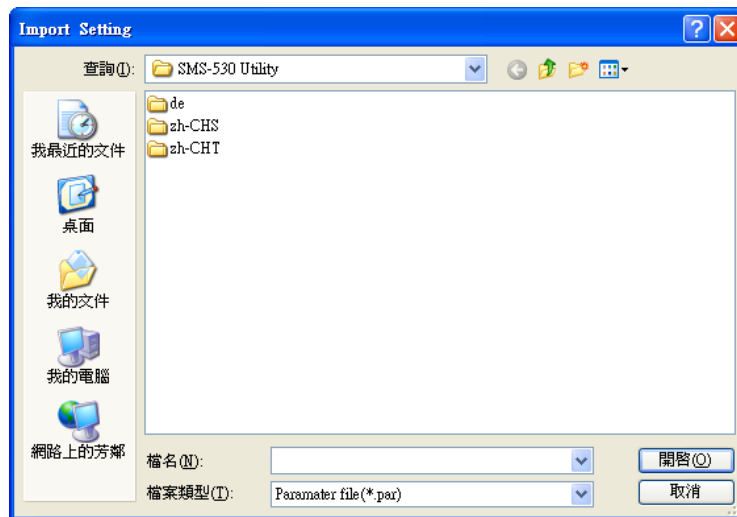 Import Setting
查詢(I):
SMS-530 Utility
de
zh-CHS
zh-CHT
我最近的文件
桌面
我的文件
我的電腦
網路上的芳鄰
檔名(N):
開啓(O)
檔案類型(T):
Paramater file(*.par)
取消